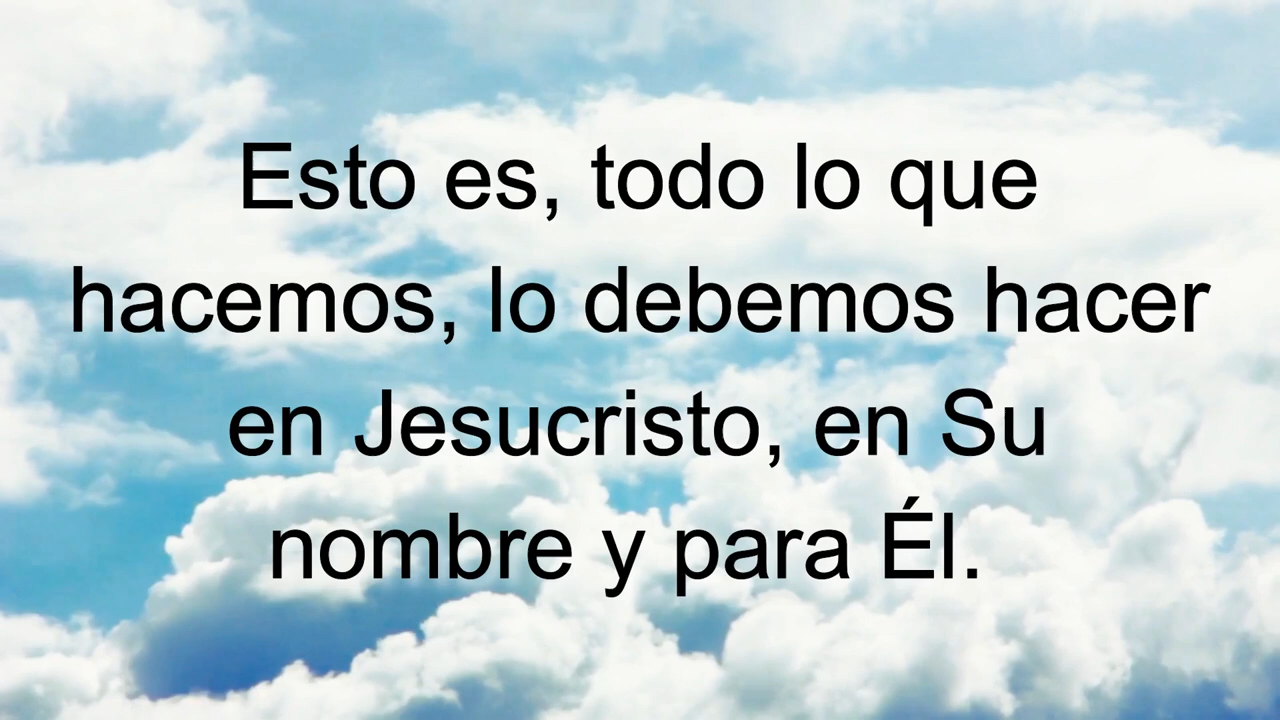 Esto es, todo lo que
hacemos, lo debemos hacer
en Jesucristo, en Su
nombre y para Él.